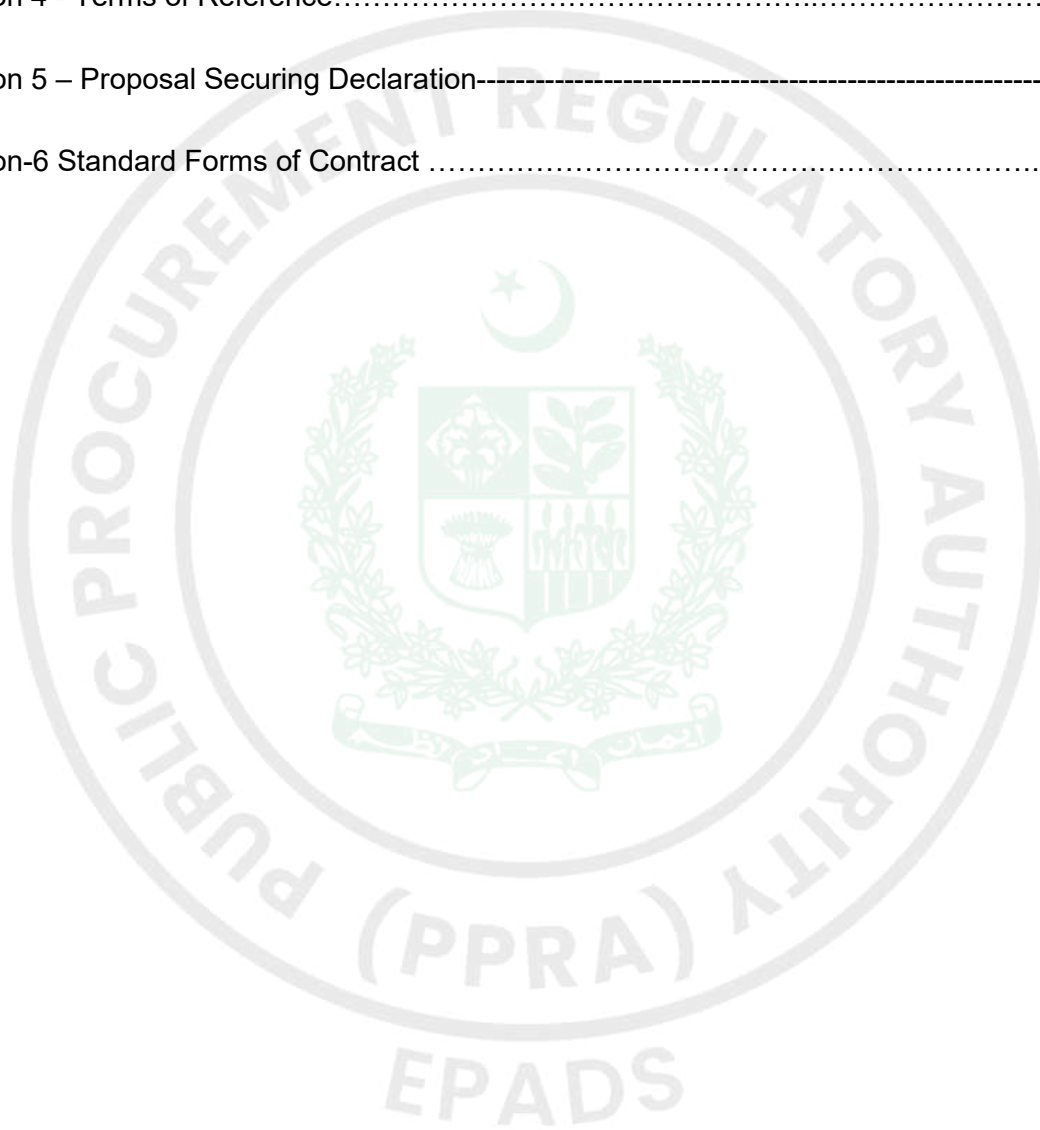 on 4 – Terms of Reference……………………………………………..……………………
on 5 – Proposal Securing Declaration--------------------------------------------------------------
on-6 Standard Forms of Contract ……………………………………………………………
PUBLIC PROCUREMENT REGULATORY AUTHORITY
(PPRA)
EPADS